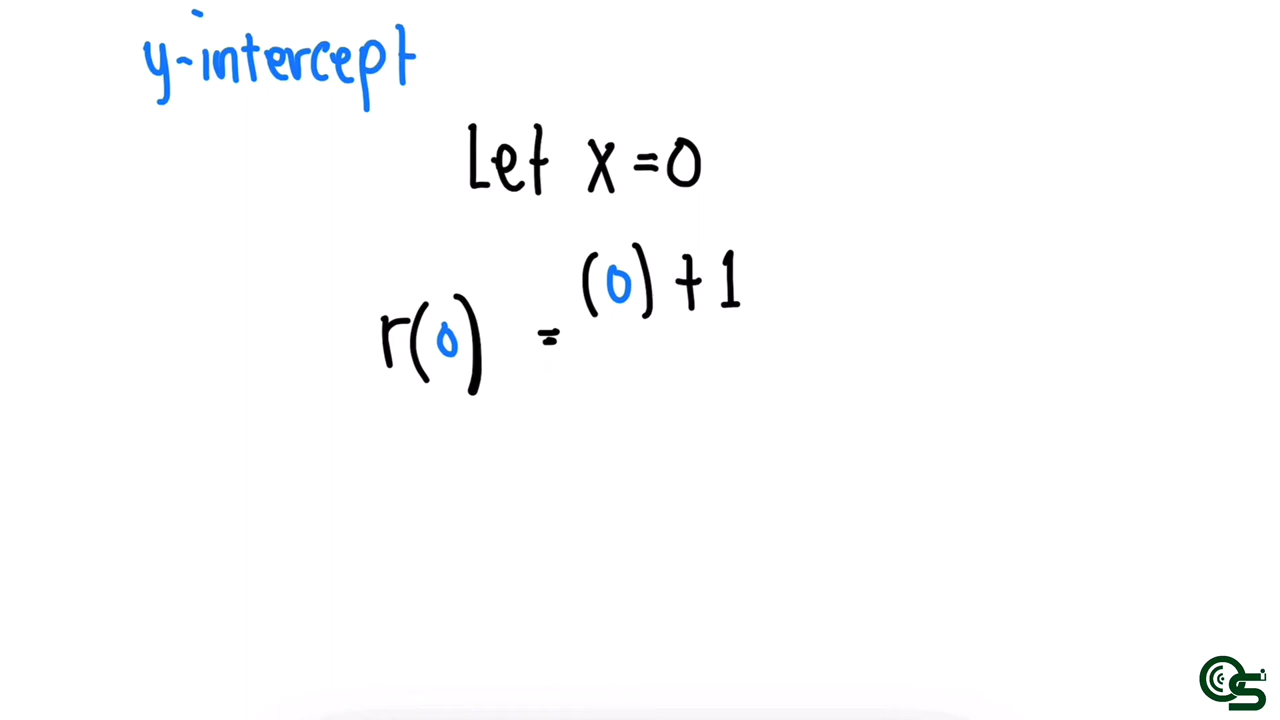 y-intercept
Let x=0
(0)+1
r(0) =